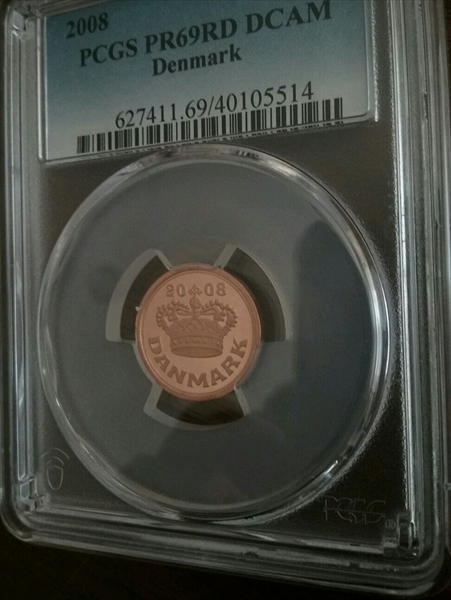 2008
PCGS PR69RD DCAM
Denmark
627411.69/40105514
20 08
DANMARK
PCGS